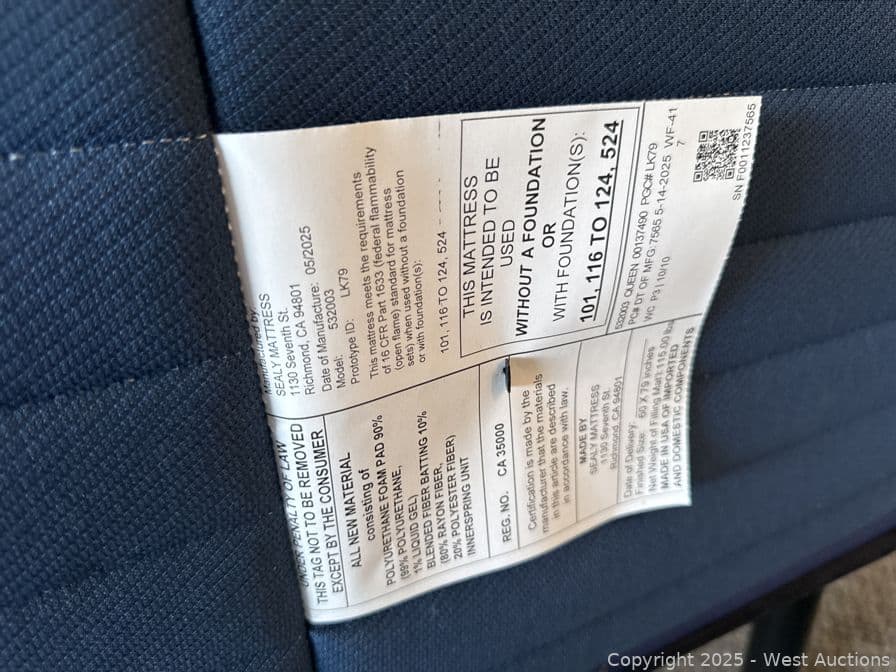 Manufactured by
SEALY MATTRESS
1130 Seventh St.
Richmond, CA 94801
Date of Manufacture: 05/2025
Model: 532003
Prototype ID: LK79
This mattress meets the requirements
of 16 CFR Part 1633 (federal flammability
(open flame) standard for mattress
sets) when used without a foundation
or with foundation(s):
101, 116 TO 124, 524
THIS MATTRESS
IS INTENDED TO BE
USED
WITHOUT A FOUNDATION
OR
WITH FOUNDATION(S):
101, 116 TO 124, 524
532003 QUEEN 00137490 PGC# LK79
PC# DT OF MFG: 7565 5-14-2025 WF-41
WC P3 | 10/10 7
SN F0011237565
UNDER PENALTY OF LAW
THIS TAG NOT TO BE REMOVED
EXCEPT BY THE CONSUMER
ALL NEW MATERIAL
consisting of
POLYURETHANE FOAM PAD 90%
(99% POLYURETHANE,
1% LIQUID GEL)
BLENDED FIBER BATTING 10%
(80% RAYON FIBER,
20% POLYESTER FIBER)
INNERSPRING UNIT
REG. NO. CA 35000
Certification is made by the
manufacturer that the materials
in this article are described
in accordance with law.
MADE BY
SEALY MATTRESS
1130 Seventh St.
Richmond, CA 94801
Date of Delivery:
Finished Size: 60 X 79 inches
Net Weight of Filling Matl: 115.00 lbs
MADE IN USA OF IMPORTED
AND DOMESTIC COMPONENTS
Copyright 2025 - West Auctions